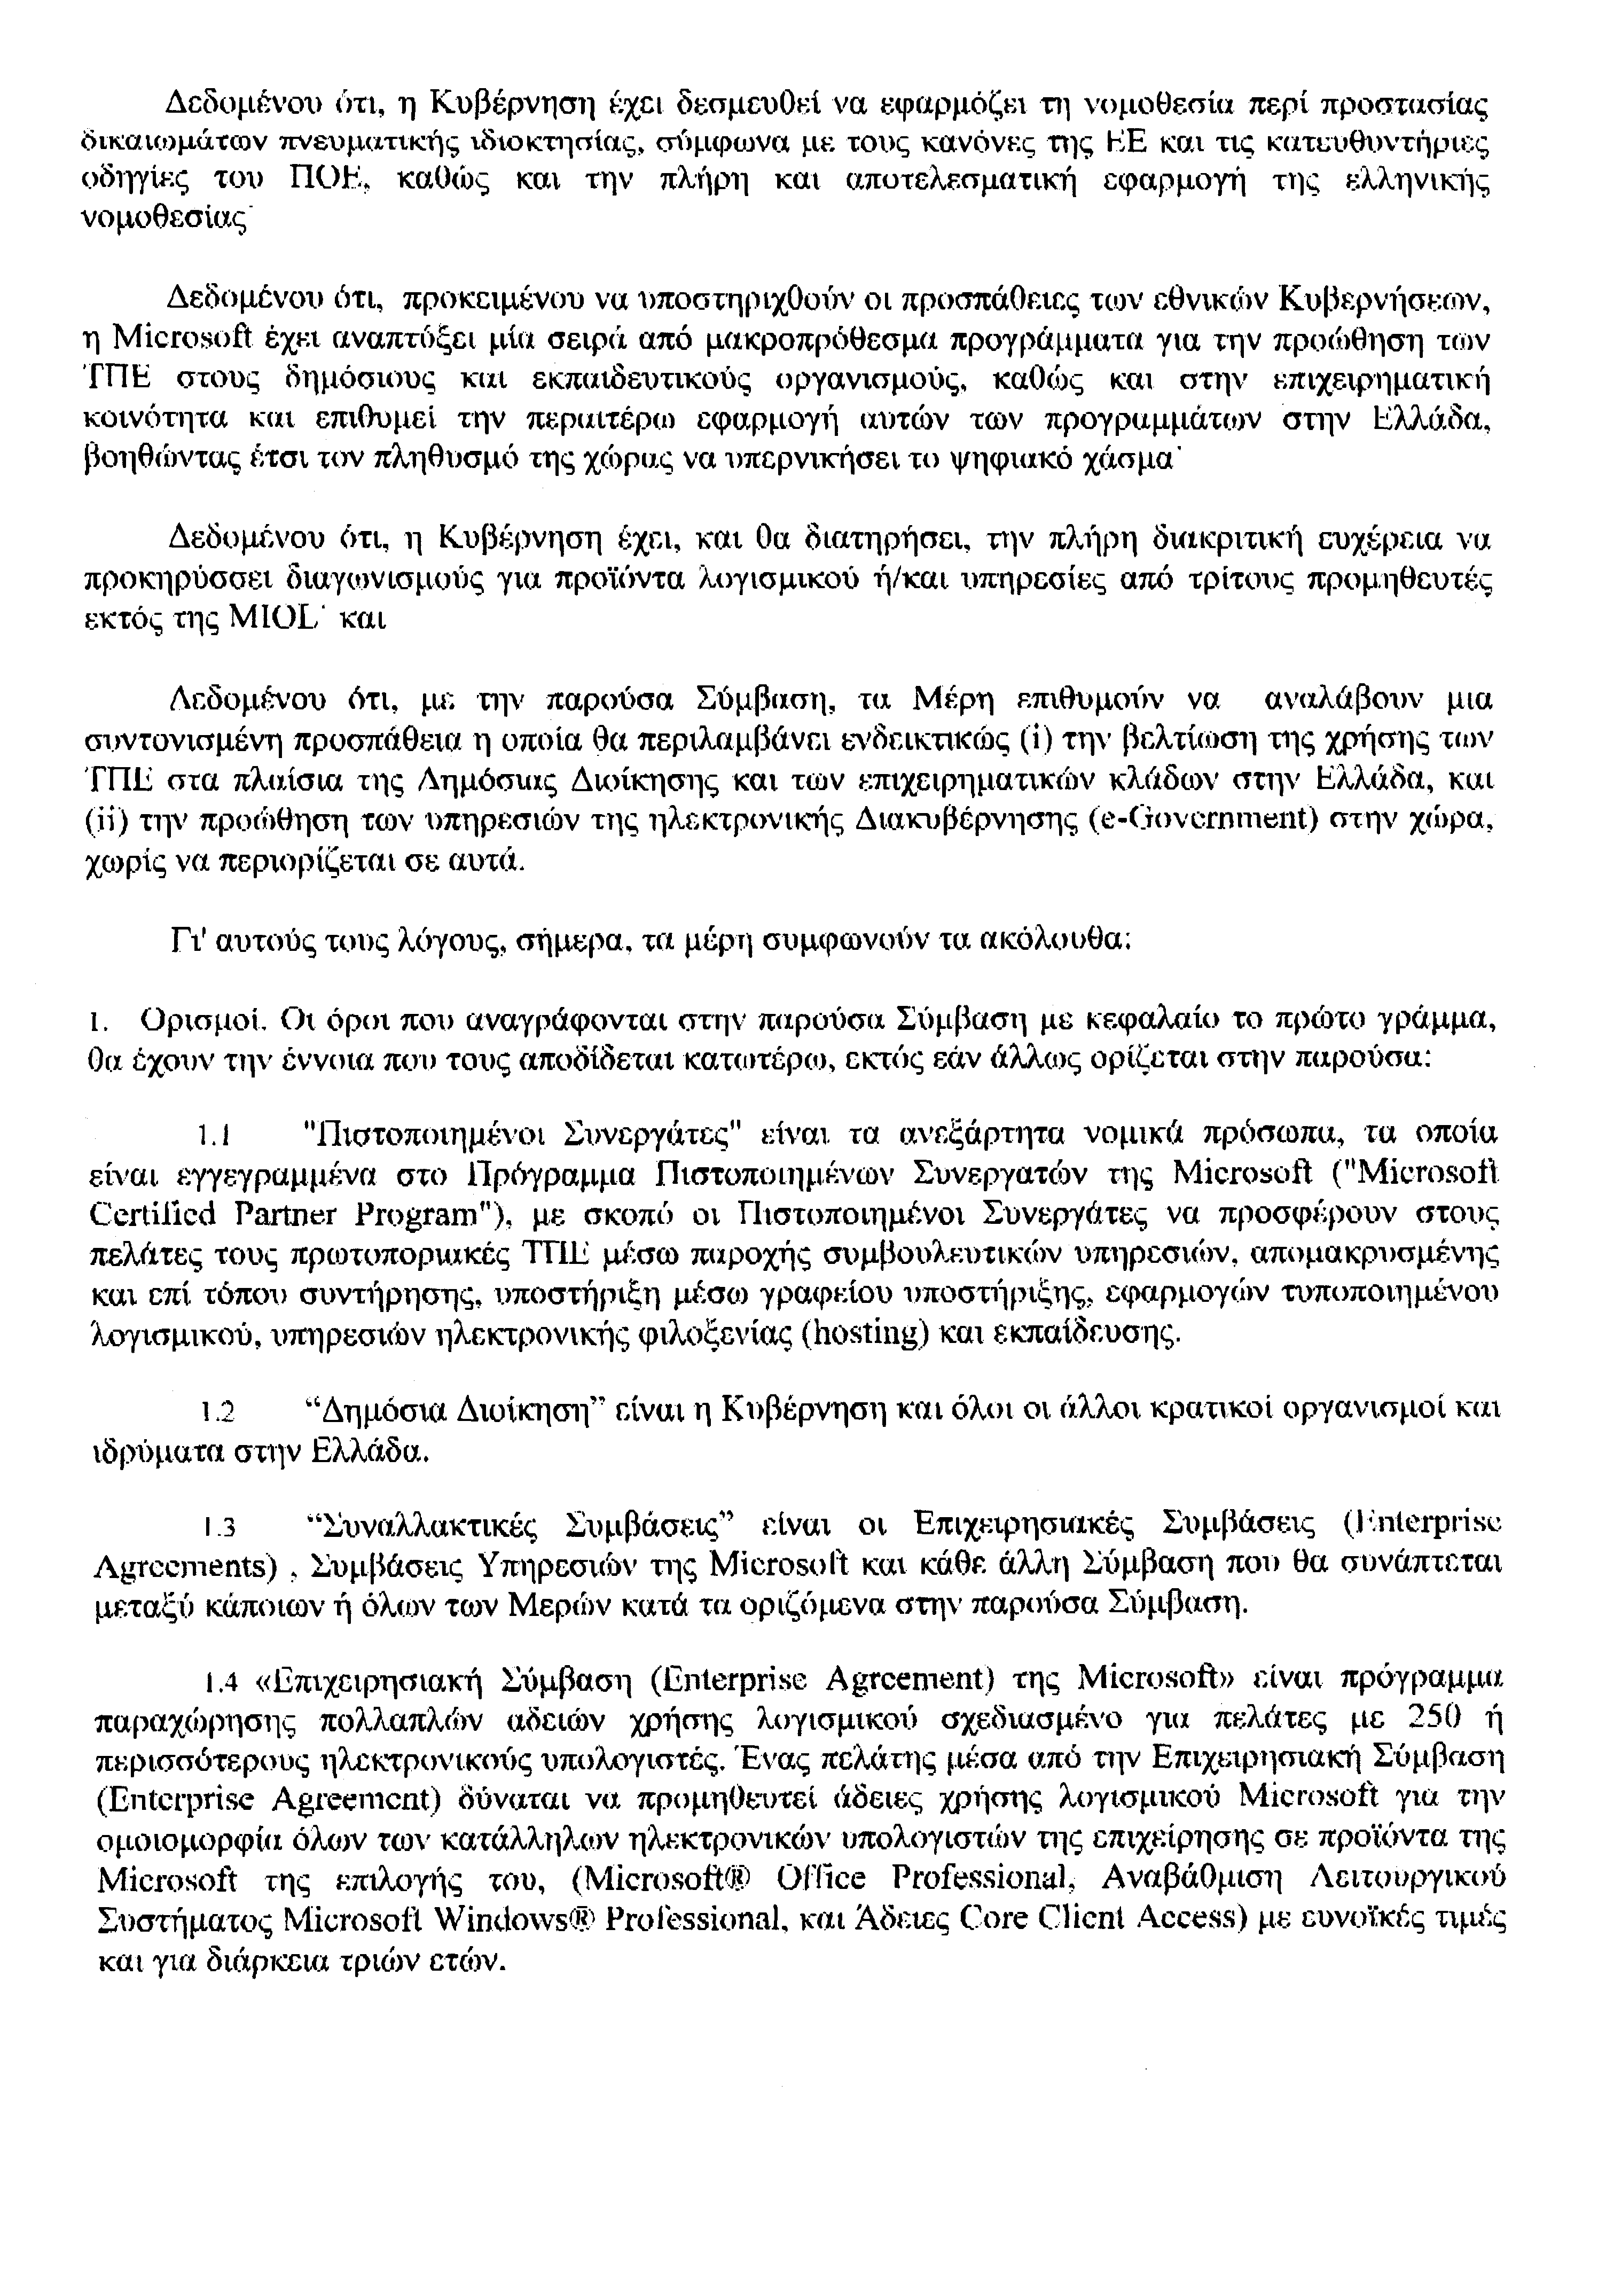 Δεδομένου ότι, η Κυβέρνηση έχει δεσμευθεί να εφαρμόζει τη νομοθεσία περί προστασίας
δικαιωμάτων πνευματικής ιδιοκτησίας, σύμφωνα με τους κανόνες της ΕΕ και τις κατευθυντήριες
οδηγίες του ΠΟΕ, καθώς και την πλήρη και αποτελεσματική εφαρμογή της ελληνικής
νομοθεσίας˙
Δεδομένου ότι, προκειμένου να υποστηριχθούν οι προσπάθειες των εθνικών Κυβερνήσεων,
η Microsoft έχει αναπτύξει μία σειρά από μακροπρόθεσμα προγράμματα για την προώθηση των
ΤΠΕ στους δημόσιους και εκπαιδευτικούς οργανισμούς, καθώς και στην επιχειρηματική
κοινότητα και επιθυμεί την περαιτέρω εφαρμογή αυτών των προγραμμάτων στην Ελλάδα,
βοηθώντας έτσι τον πληθυσμό της χώρας να υπερνικήσει το ψηφιακό χάσμα˙
Δεδομένου ότι, η Κυβέρνηση έχει, και θα διατηρήσει, την πλήρη διακριτική ευχέρεια να
προκηρύσσει διαγωνισμούς για προϊόντα λογισμικού ή/και υπηρεσίες από τρίτους προμηθευτές
εκτός της MIOL˙ και
Δεδομένου ότι, με την παρούσα Σύμβαση, τα Μέρη επιθυμούν να αναλάβουν μια
συντονισμένη προσπάθεια η οποία θα περιλαμβάνει ενδεικτικώς (i) την βελτίωση της χρήσης των
ΤΠΕ στα πλαίσια της Δημόσιας Διοίκησης και των επιχειρηματικών κλάδων στην Ελλάδα, και
(ii) την προώθηση των υπηρεσιών της ηλεκτρονικής Διακυβέρνησης (e-Government) στην χώρα,
χωρίς να περιορίζεται σε αυτά.
Γι' αυτούς τους λόγους, σήμερα, τα μέρη συμφωνούν τα ακόλουθα:
1. Ορισμοί. Οι όροι που αναγράφονται στην παρούσα Σύμβαση με κεφαλαίο το πρώτο γράμμα,
θα έχουν την έννοια που τους αποδίδεται κατωτέρω, εκτός εάν άλλως ορίζεται στην παρούσα:
1.1 "Πιστοποιημένοι Συνεργάτες" είναι τα ανεξάρτητα νομικά πρόσωπα, τα οποία
είναι εγγεγραμμένα στο Πρόγραμμα Πιστοποιημένων Συνεργατών της Microsoft ("Microsoft
Certified Partner Program"), με σκοπό οι Πιστοποιημένοι Συνεργάτες να προσφέρουν στους
πελάτες τους πρωτοποριακές ΤΠΕ μέσω παροχής συμβουλευτικών υπηρεσιών, απομακρυσμένης
και επί τόπου συντήρησης, υποστήριξη μέσω γραφείου υποστήριξης, εφαρμογών τυποποιημένου
λογισμικού, υπηρεσιών ηλεκτρονικής φιλοξενίας (hosting) και εκπαίδευσης.
1.2 “Δημόσια Διοίκηση” είναι η Κυβέρνηση και όλοι οι άλλοι κρατικοί οργανισμοί και
ιδρύματα στην Ελλάδα.
1.3 “Συναλλακτικές Συμβάσεις” είναι οι Επιχειρησιακές Συμβάσεις (Enterprise
Agreements) , Συμβάσεις Υπηρεσιών της Microsoft και κάθε άλλη Σύμβαση που θα συνάπτεται
μεταξύ κάποιων ή όλων των Μερών κατά τα οριζόμενα στην παρούσα Σύμβαση.
1.4 «Επιχειρησιακή Σύμβαση (Enterprise Agreement) της Microsoft» είναι πρόγραμμα
παραχώρησης πολλαπλών αδειών χρήσης λογισμικού σχεδιασμένο για πελάτες με 250 ή
περισσότερους ηλεκτρονικούς υπολογιστές. Ένας πελάτης μέσα από την Επιχειρησιακή Σύμβαση
(Enterprise Agreement) δύναται να προμηθευτεί άδειες χρήσης λογισμικού Microsoft για την
ομοιομορφία όλων των κατάλληλων ηλεκτρονικών υπολογιστών της επιχείρησης σε προϊόντα της
Microsoft της επιλογής του, (Microsoft® Office Professional, Αναβάθμιση Λειτουργικού
Συστήματος Microsoft Windows® Professional, και Άδειες Core Client Access) με ευνοϊκές τιμές
και για διάρκεια τριών ετών.